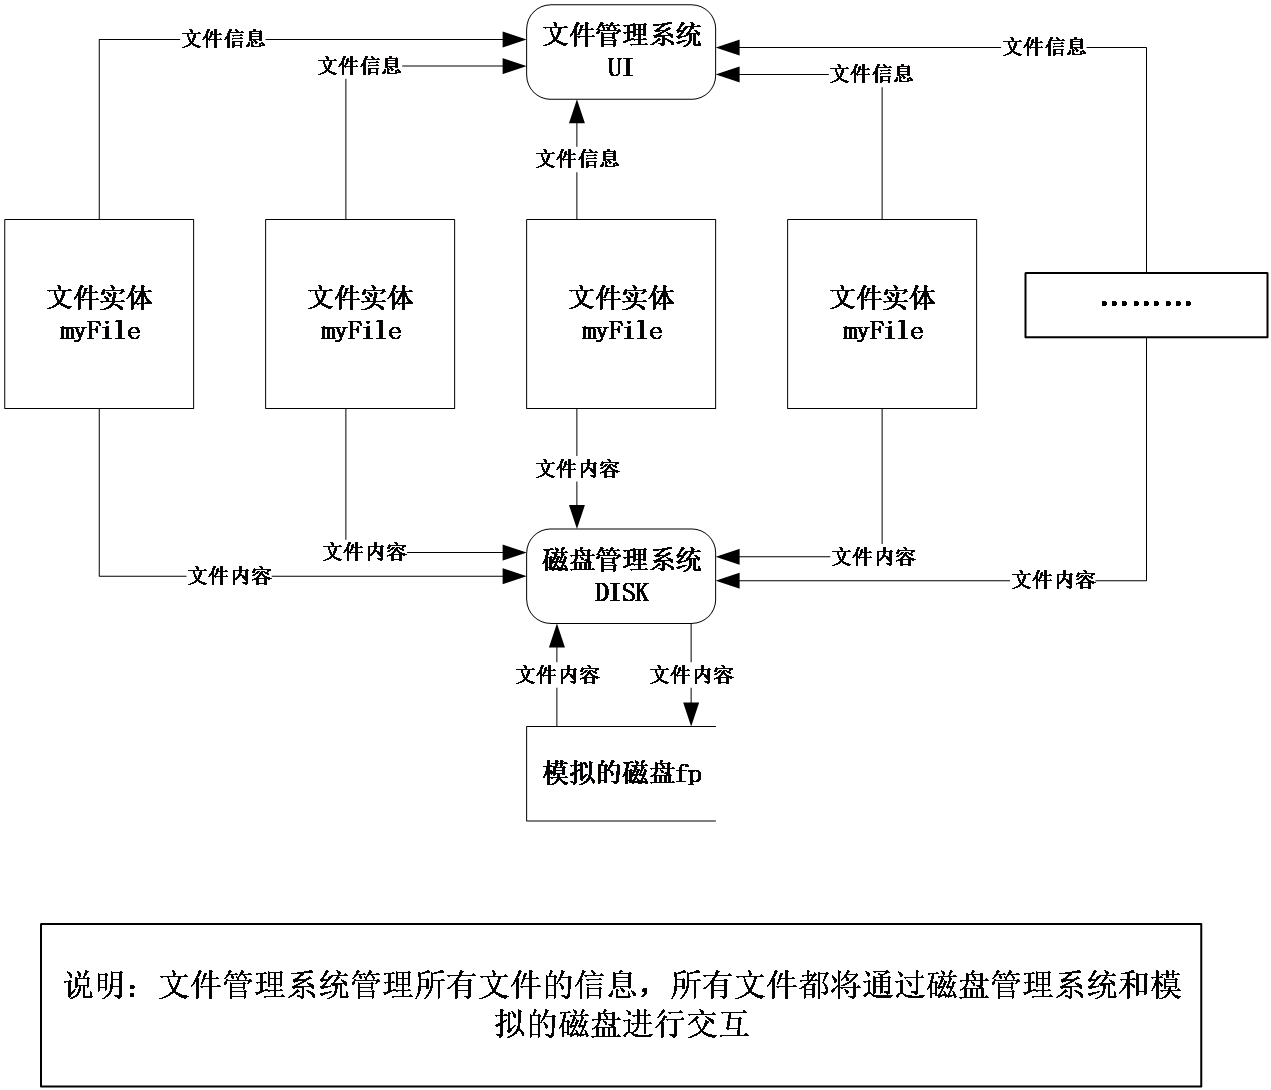 文件管理系统
UI
文件信息
文件信息
文件信息
文件信息
文件信息
文件实体
myFile
文件实体
myFile
文件实体
myFile
文件实体
myFile
………
文件内容
文件内容
文件内容
文件内容
文件内容
磁盘管理系统
DISK
文件内容
文件内容
模拟的磁盘fp
说明：文件管理系统管理所有文件的信息，所有文件都将通过磁盘管理系统和模
拟的磁盘进行交互